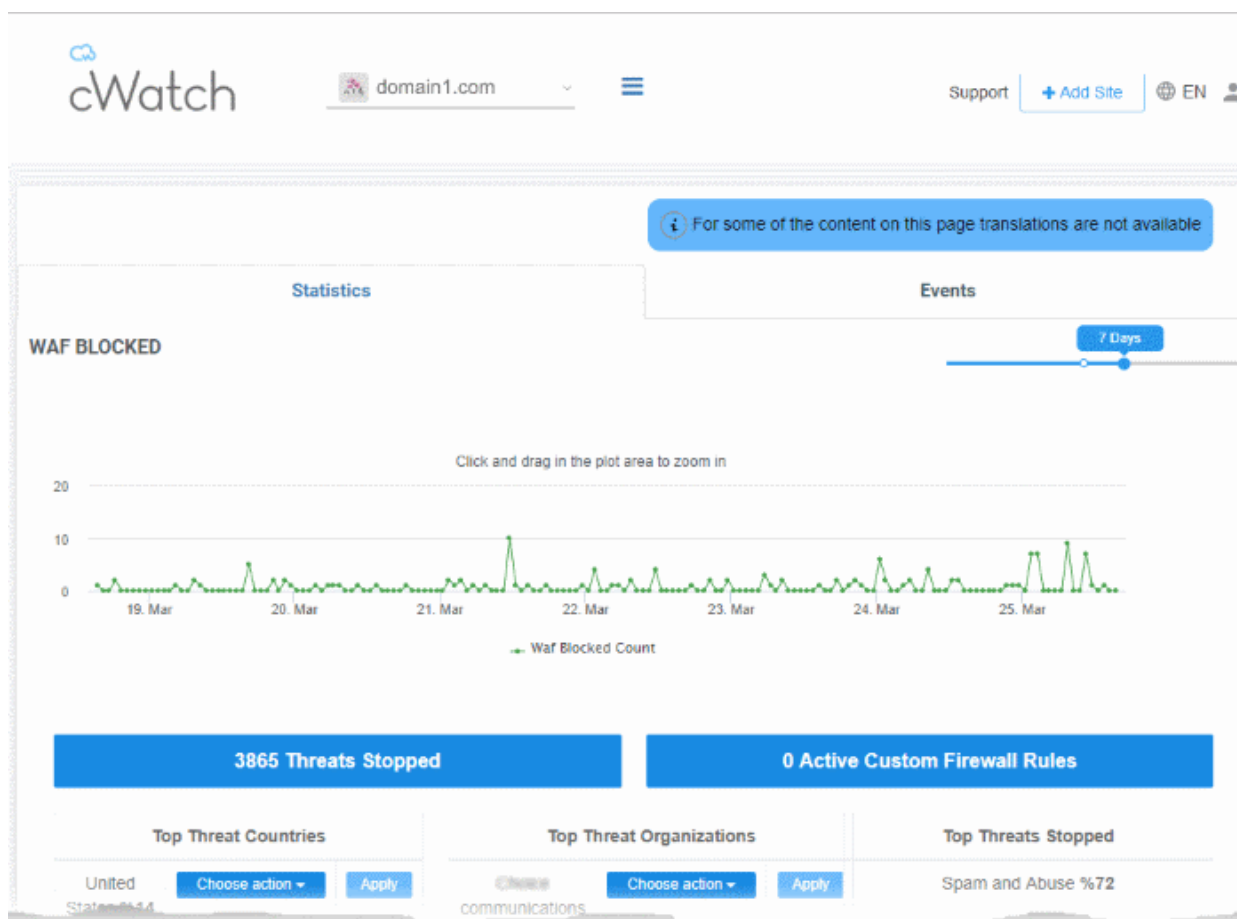 cWatch
domain1.com
Support
+ Add Site
EN
i For some of the content on this page translations are not available
Statistics
Events
WAF BLOCKED
7 Days
Click and drag in the plot area to zoom in
20
10
0
19. Mar 20. Mar 21. Mar 22. Mar 23. Mar 24. Mar 25. Mar
Waf Blocked Count
3865 Threats Stopped
0 Active Custom Firewall Rules
Top Threat Countries
Top Threat Organizations
Top Threats Stopped
United
States %14
Choose action
Apply
communications
Choose action
Apply
Spam and Abuse %72